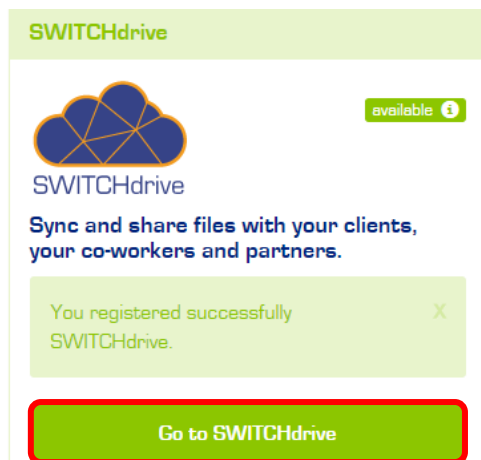 SWITCHdrive
available i
SWITCHdrive
Sync and share files with your clients,
your co-workers and partners.
You registered successfully X
SWITCHdrive.
Go to SWITCHdrive